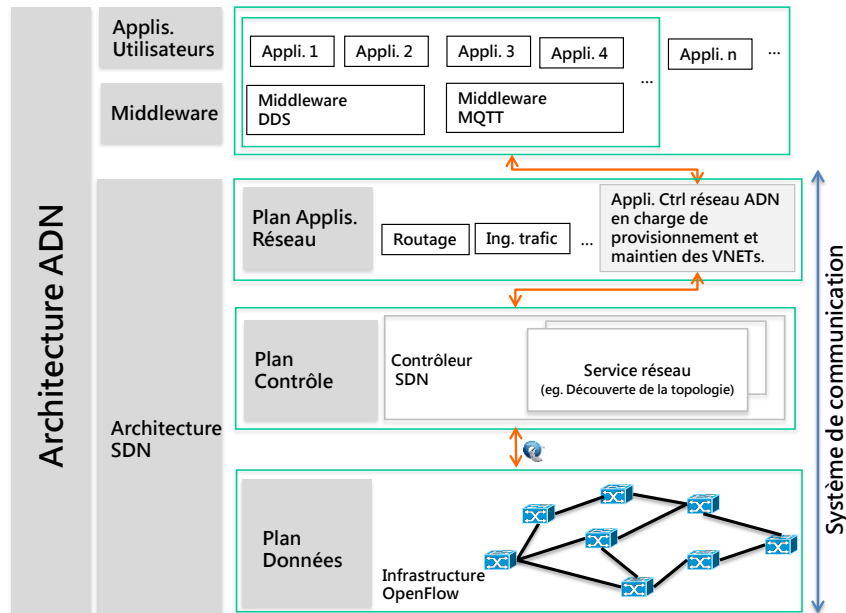 Architecture ADN
Applis.
Utilisateurs
Appli. 1
Appli. 2
Appli. 3
Appli. 4
Appli. n
...
...
Middleware
Middleware
DDS
Middleware
MQTT
Architecture
SDN
Plan Applis.
Réseau
Routage
Ing. trafic
...
Appli. Ctrl réseau ADN
en charge de
provisionnement et
maintien des VNETs.
Plan
Contrôle
Contrôleur
SDN
Service réseau
(eg. Découverte de la topologie)
Plan
Données
Infrastructure
OpenFlow
Système de communication